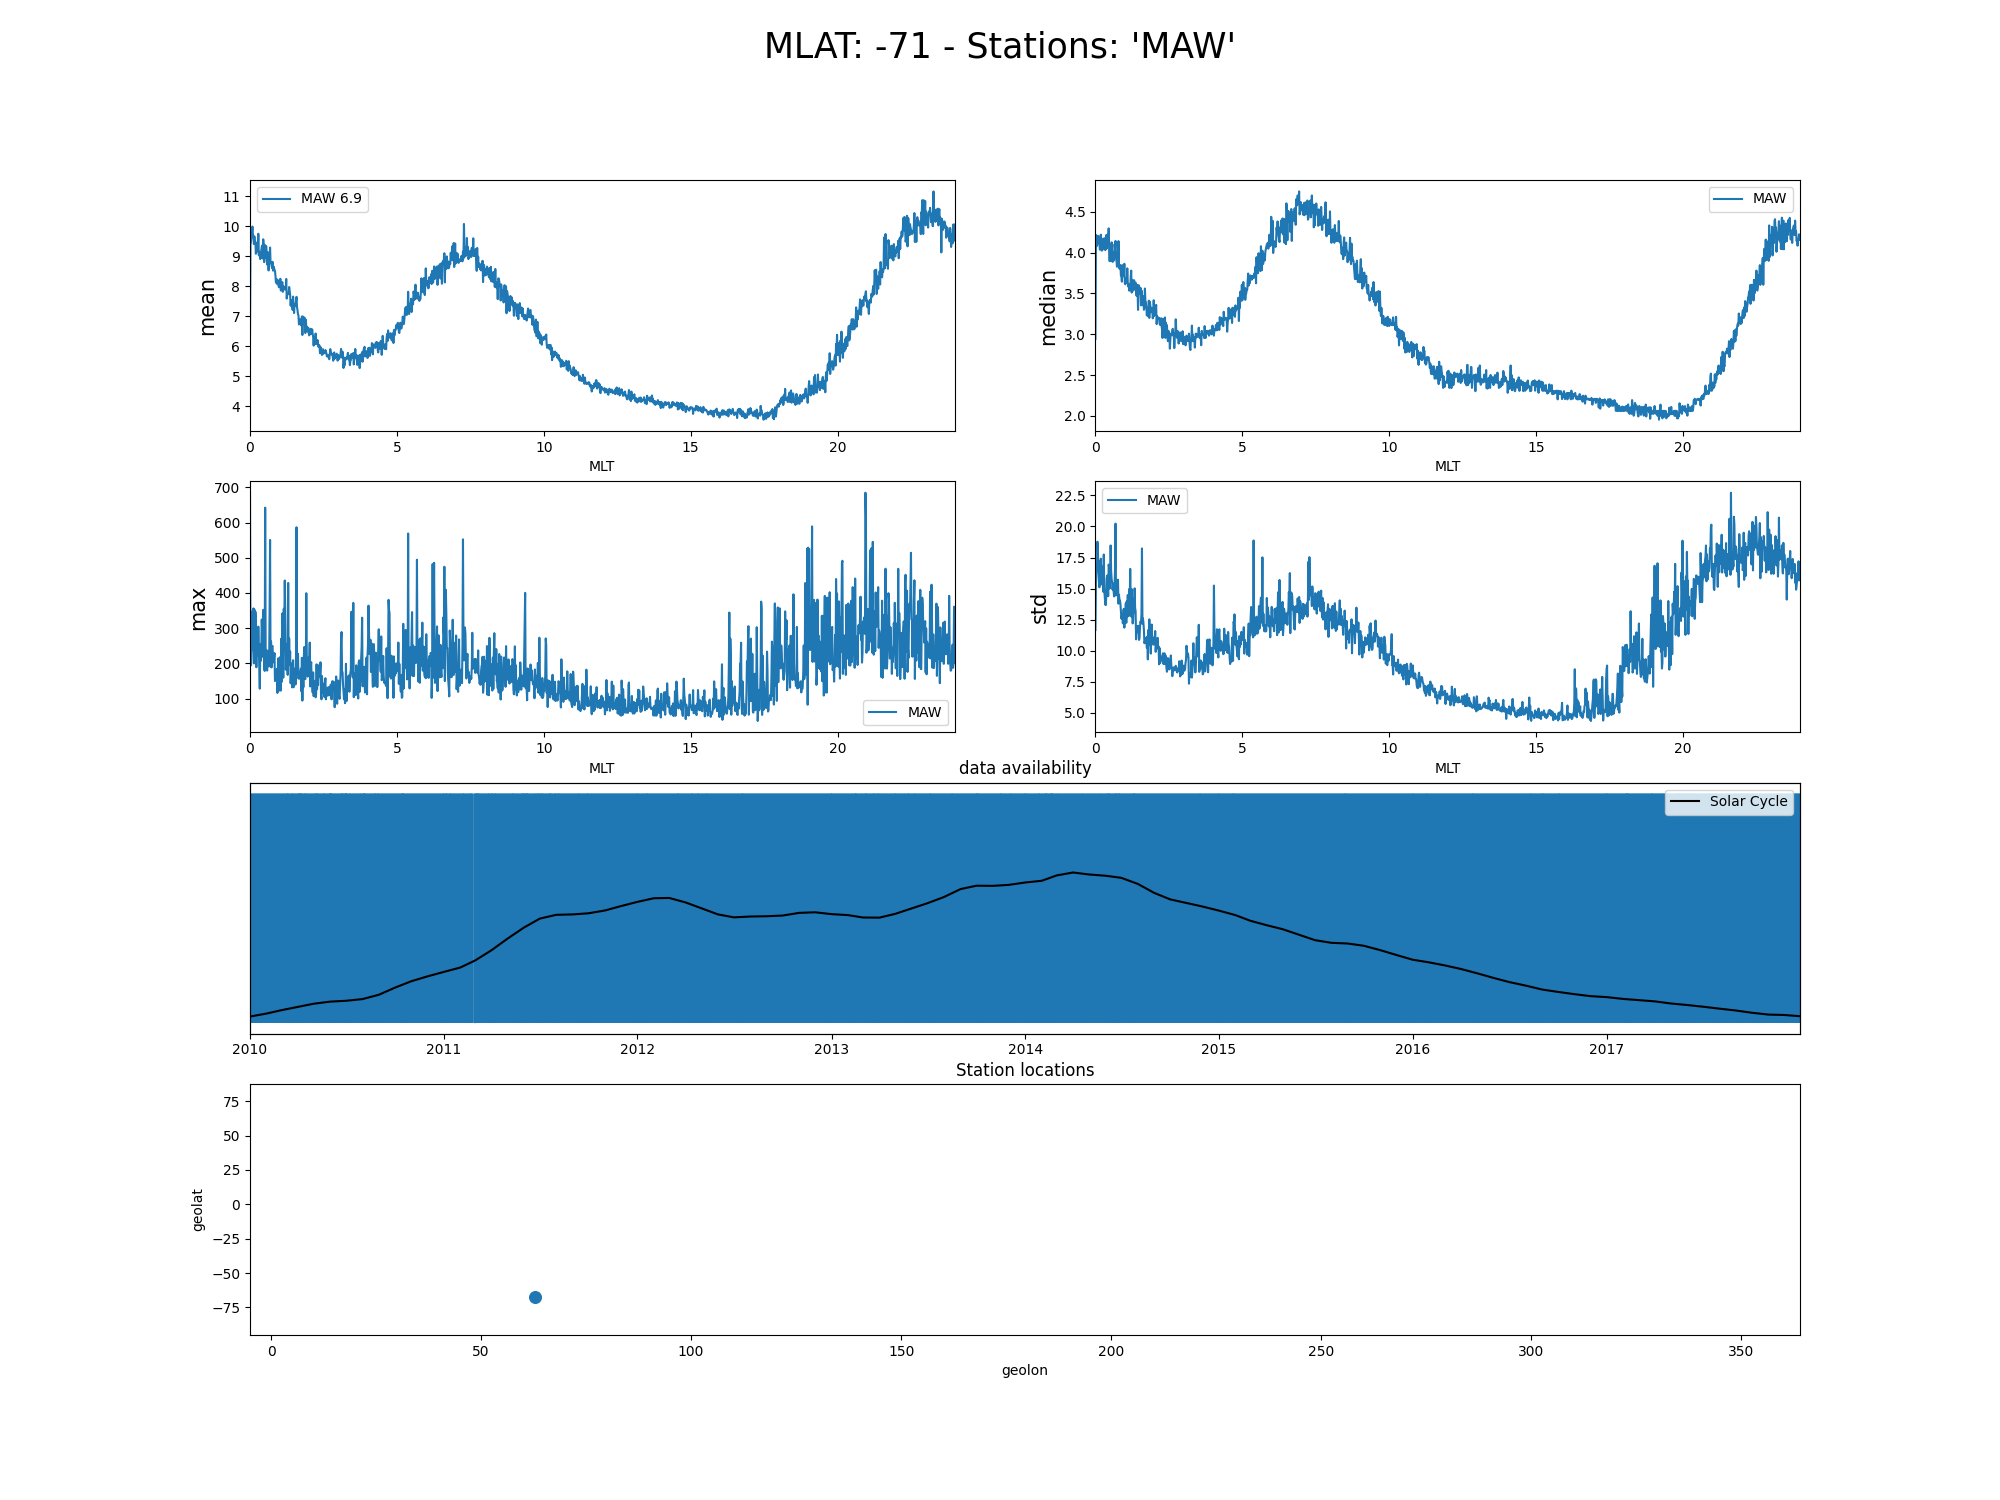 MLAT: -71 - Stations: 'MAW'
mean
11
10
9
8
7
6
5
4
MAW 6.9
0 5 10 15 20
MLT
median
4.5
4.0
3.5
3.0
2.5
2.0
MAW
0 5 10 15 20
MLT
max
700
600
500
400
300
200
100
MAW
0 5 10 15 20
MLT
std
22.5
20.0
17.5
15.0
12.5
10.0
7.5
5.0
MAW
0 5 10 15 20
MLT
data availability
Solar Cycle
2010 2011 2012 2013 2014 2015 2016 2017
Station locations
geolat
75
50
25
0
−25
−50
−75
0 50 100 150 200 250 300 350
geolon